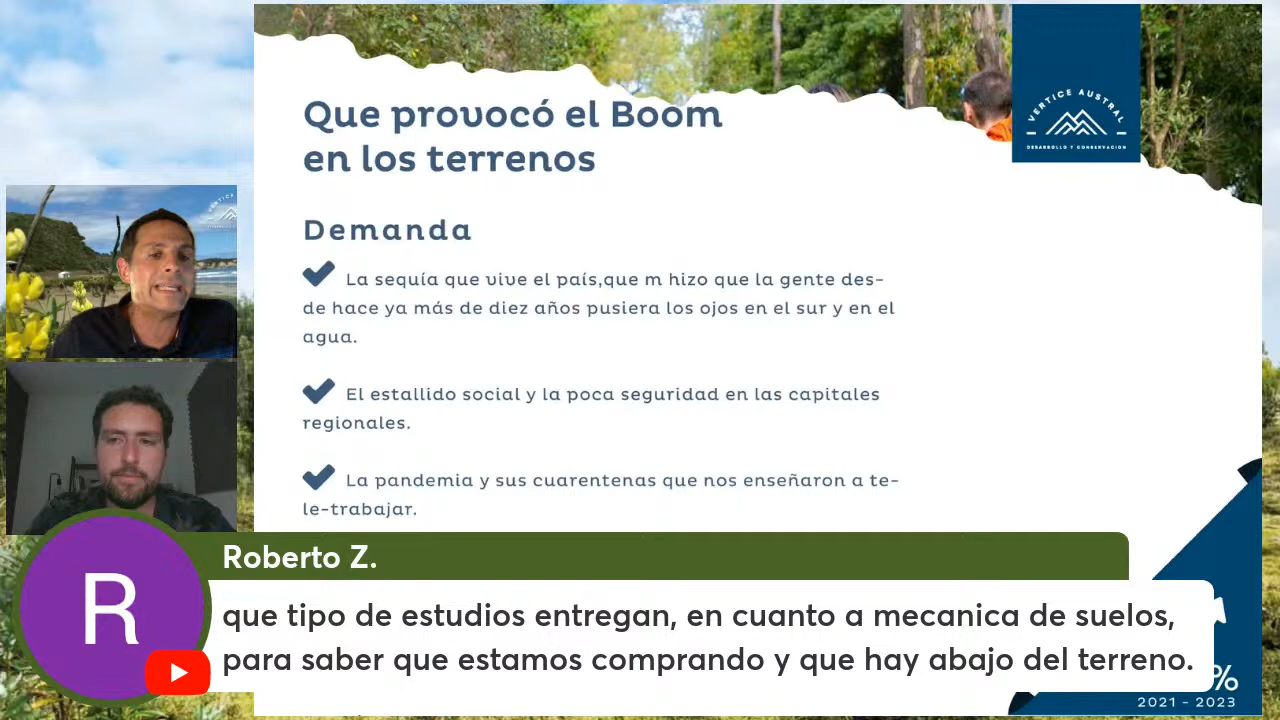 VERTICE AUSTRAL
DESARROLLO Y CONSERVACION
Que provocó el Boom
en los terrenos
Demanda
La sequía que vive el país,que m hizo que la gente des-
de hace ya más de diez años pusiera los ojos en el sur y en el
agua.
El estallido social y la poca seguridad en las capitales
regionales.
La pandemia y sus cuarentenas que nos enseñaron a te-
le-trabajar.
R
Roberto Z.
que tipo de estudios entregan, en cuanto a mecanica de suelos,
para saber que estamos comprando y que hay abajo del terreno.
%
2021 - 2023